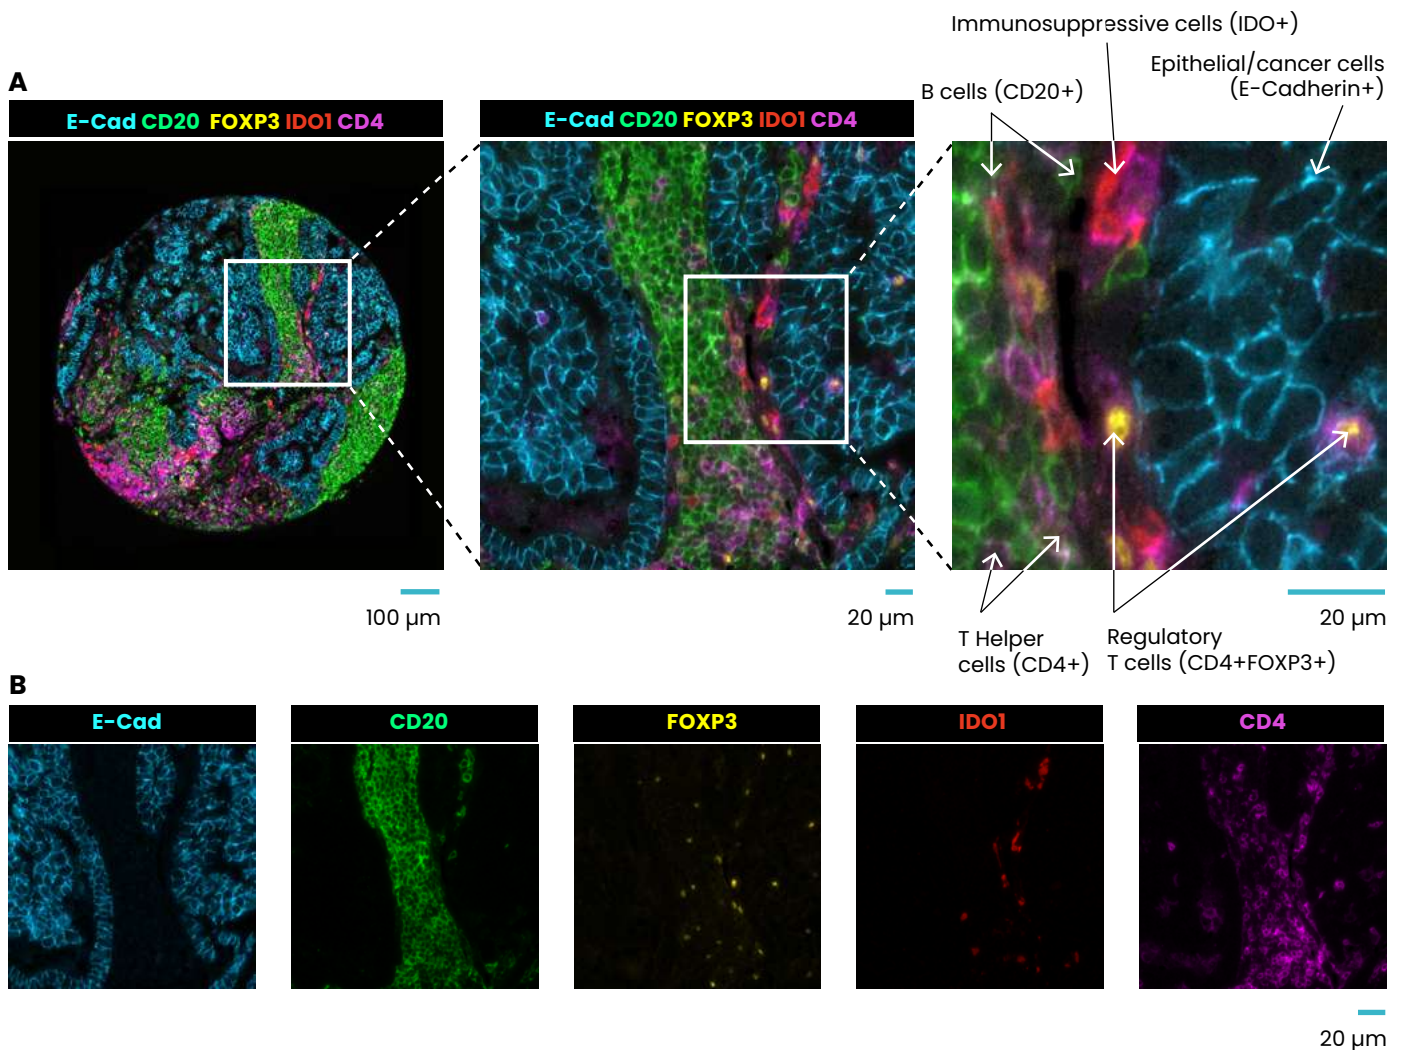 Immunosuppressive cells (IDO+)
Epithelial/cancer cells
(E-Cadherin+)
B cells (CD20+)
A
E-Cad CD20 FOXP3 IDO1 CD4
E-Cad CD20 FOXP3 IDO1 CD4
100 µm
20 µm
20 µm
T Helper
cells (CD4+)
Regulatory
T cells (CD4+FOXP3+)
B
E-Cad
CD20
FOXP3
IDO1
CD4
20 µm